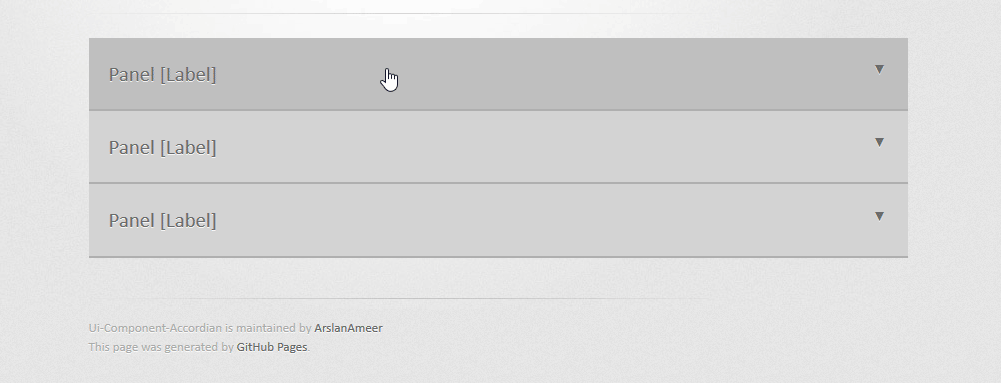 Panel [Label]
Panel [Label]
Panel [Label]
Ui-Component-Accordian is maintained by ArslanAmeer
This page was generated by GitHub Pages.